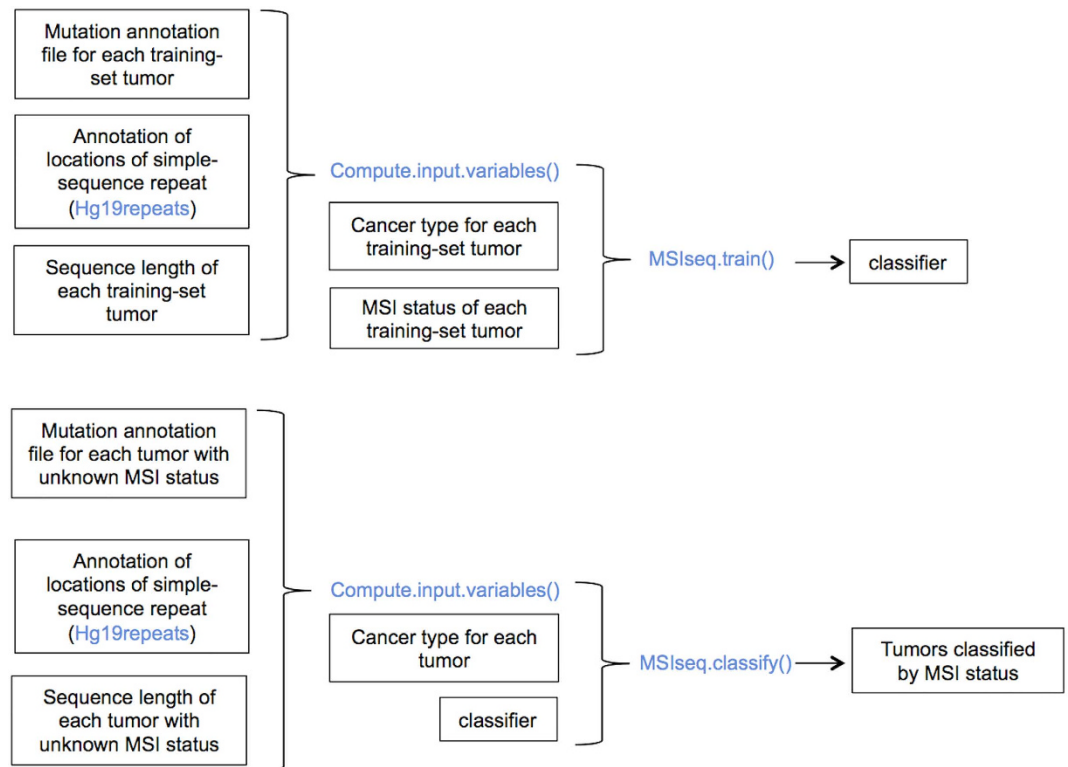 Mutation annotation
file for each training-
set tumor
Annotation of
locations of simple-
sequence repeat
(Hg19repeats)
Sequence length of
each training-set
tumor
Compute.input.variables()
Cancer type for each
training-set tumor
MSI status of each
training-set tumor
MSIseq.train()
classifier
Mutation annotation
file for each tumor with
unknown MSI status
Annotation of
locations of simple-
sequence repeat
(Hg19repeats)
Sequence length of
each tumor with
unknown MSI status
Compute.input.variables()
Cancer type for each
tumor
classifier
MSIseq.classify()
Tumors classified
by MSI status